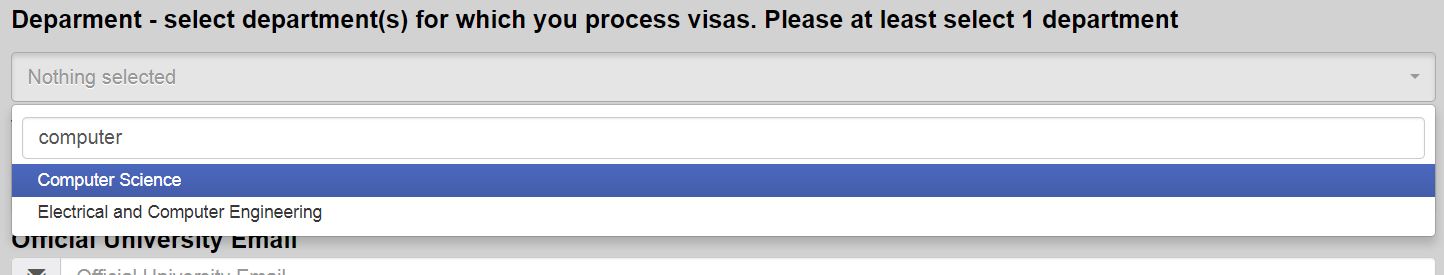 Deparment - select department(s) for which you process visas. Please at least select 1 department
Nothing selected
computer
Computer Science
Electrical and Computer Engineering
Official University Email
Official University Email